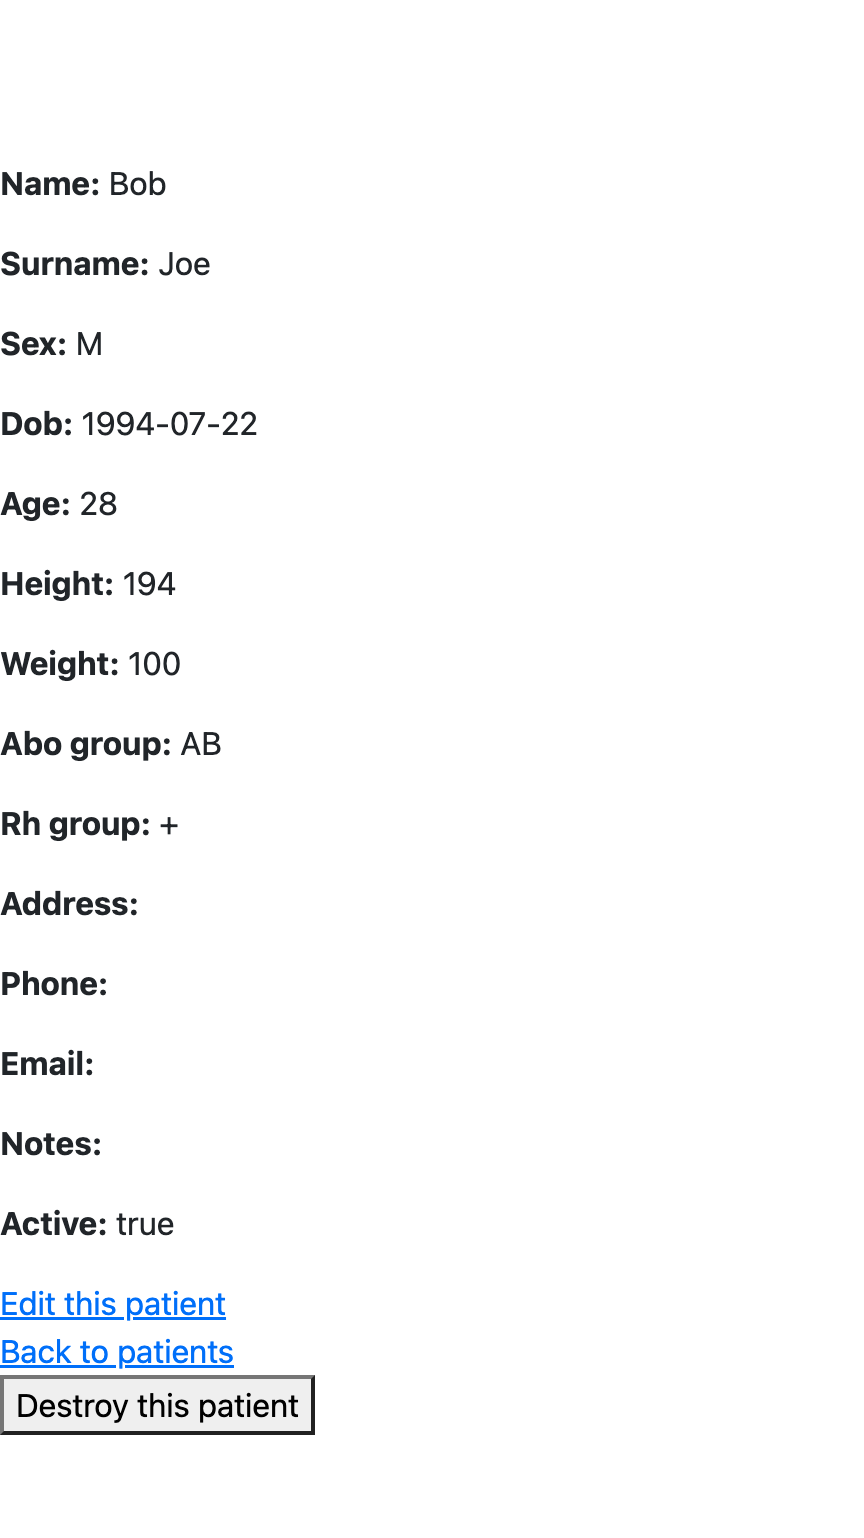 Name: Bob
Surname: Joe
Sex: M
Dob: 1994-07-22
Age: 28
Height: 194
Weight: 100
Abo group: AB
Rh group: +
Address:
Phone:
Email:
Notes:
Active: true
Edit this patient
Back to patients
Destroy this patient